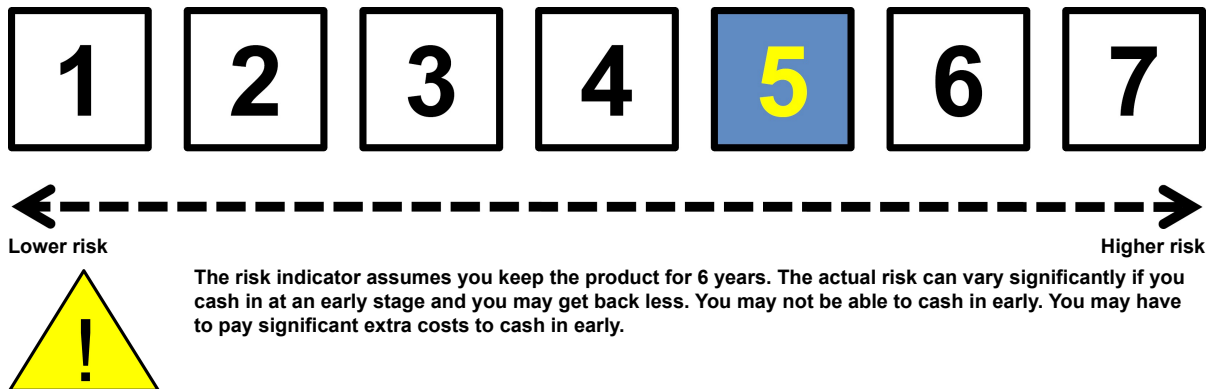 1 2 3 4 5 6 7
Lower risk Higher risk
The risk indicator assumes you keep the product for 6 years. The actual risk can vary significantly if you
cash in at an early stage and you may get back less. You may not be able to cash in early. You may have
to pay significant extra costs to cash in early.
!